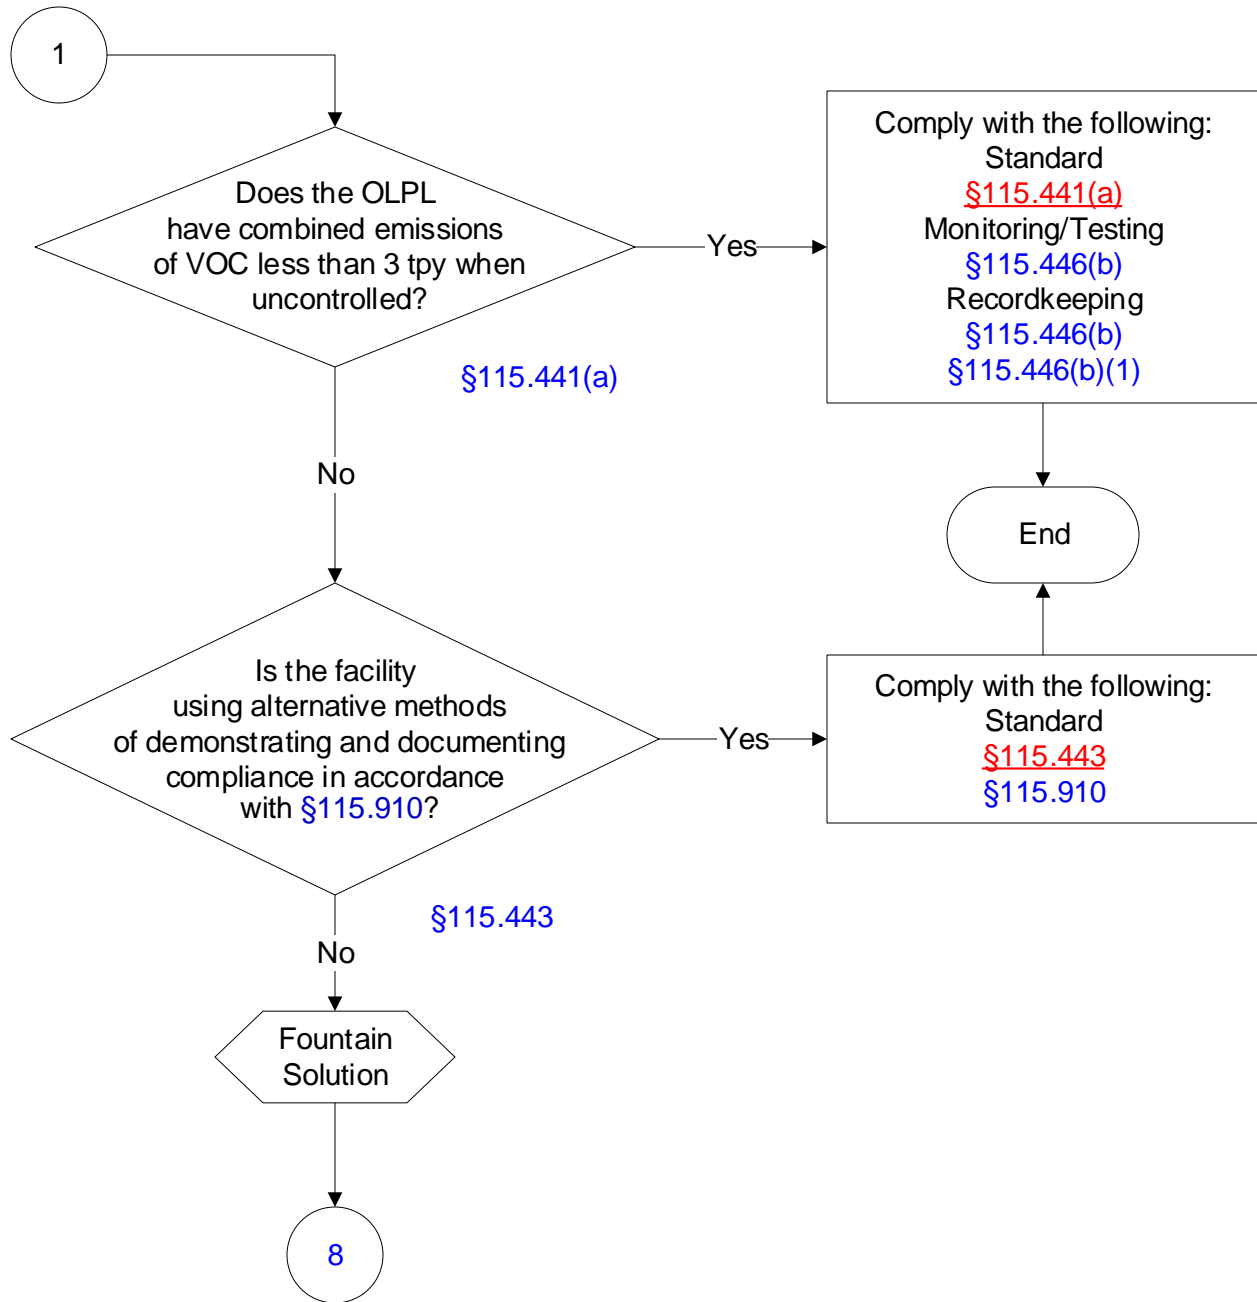 1
Does the OLPL
have combined emissions
of VOC less than 3 tpy when
uncontrolled?
Yes
Comply with the following:
Standard
§115.441(a)
Monitoring/Testing
§115.446(b)
Recordkeeping
§115.446(b)
§115.446(b)(1)
§115.441(a)
No
End
Is the facility
using alternative methods
of demonstrating and documenting
compliance in accordance
with §115.910?
Yes
Comply with the following:
Standard
§115.443
§115.910
§115.443
No
Fountain
Solution
8